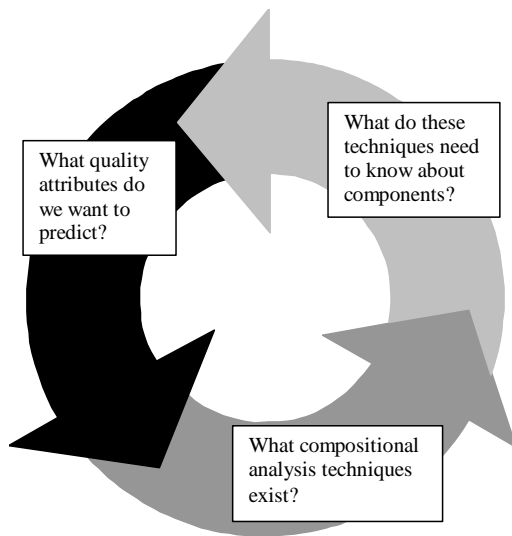 What quality
attributes do
we want to
predict?
What do these
techniques need
to know about
components?
What compositional
analysis techniques
exist?